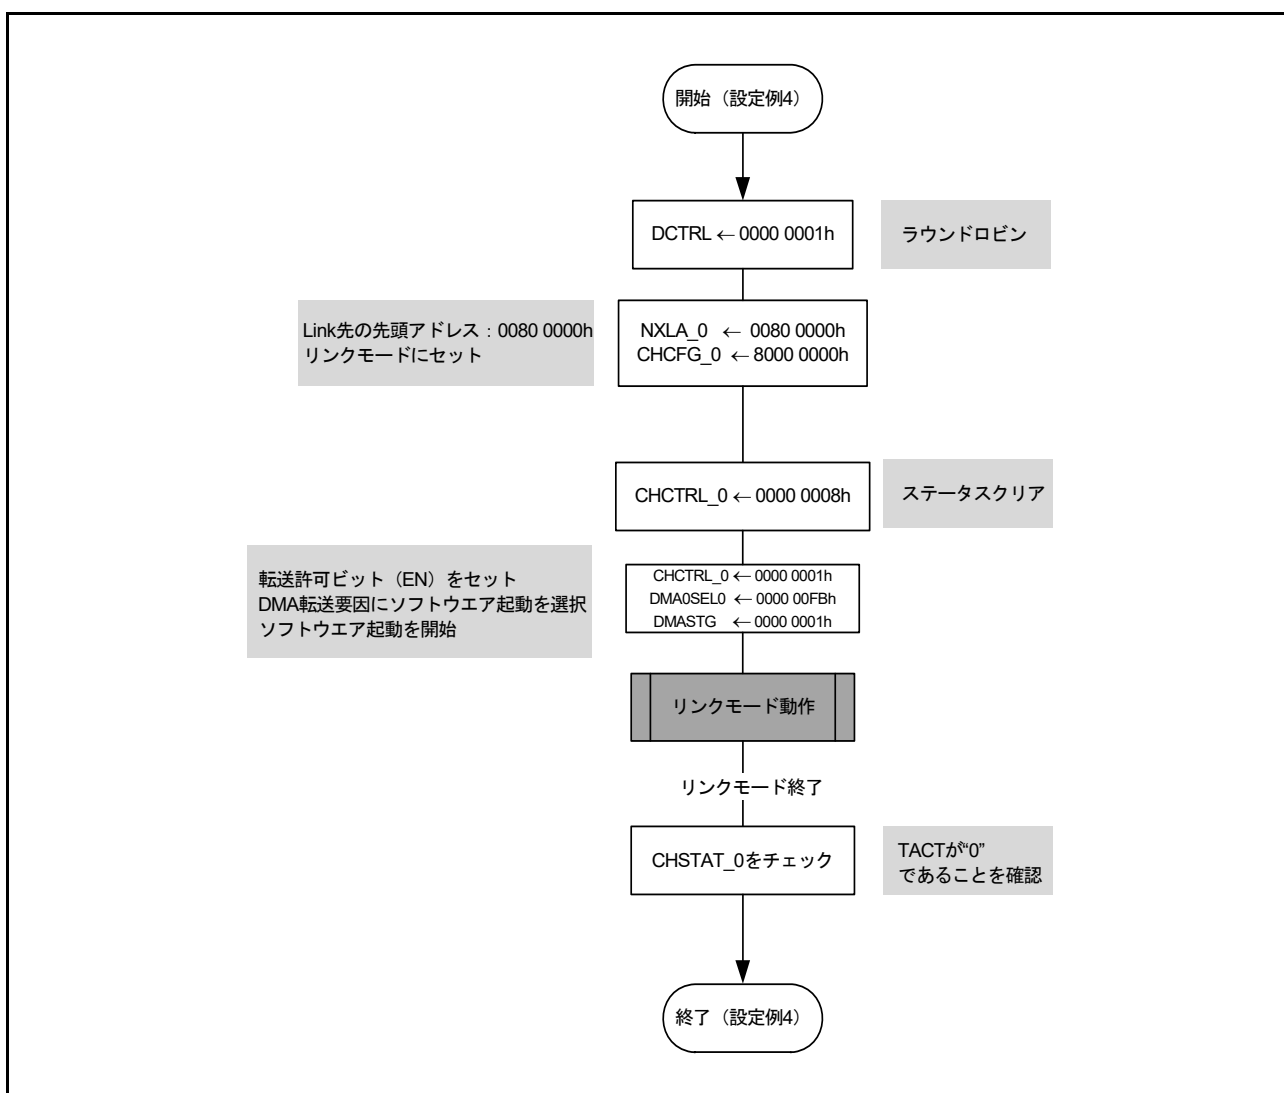 開始（設定例4）
DCTRL ← 0000 0001h
ラウンドロビン
Link先の先頭アドレス：0080 0000h
リンクモードにセット
NXLA_0 ← 0080 0000h
CHCFG_0 ← 8000 0000h
CHCTRL_0 ← 0000 0008h
ステータスクリア
転送許可ビット（EN）をセット
DMA転送要因にソフトウエア起動を選択
ソフトウエア起動を開始
CHCTRL_0 ← 0000 0001h
DMA0SEL0 ← 0000 00FBh
DMASTG ← 0000 0001h
リンクモード動作
リンクモード終了
CHSTAT_0をチェック
TACTが“0”
であることを確認
終了（設定例4）